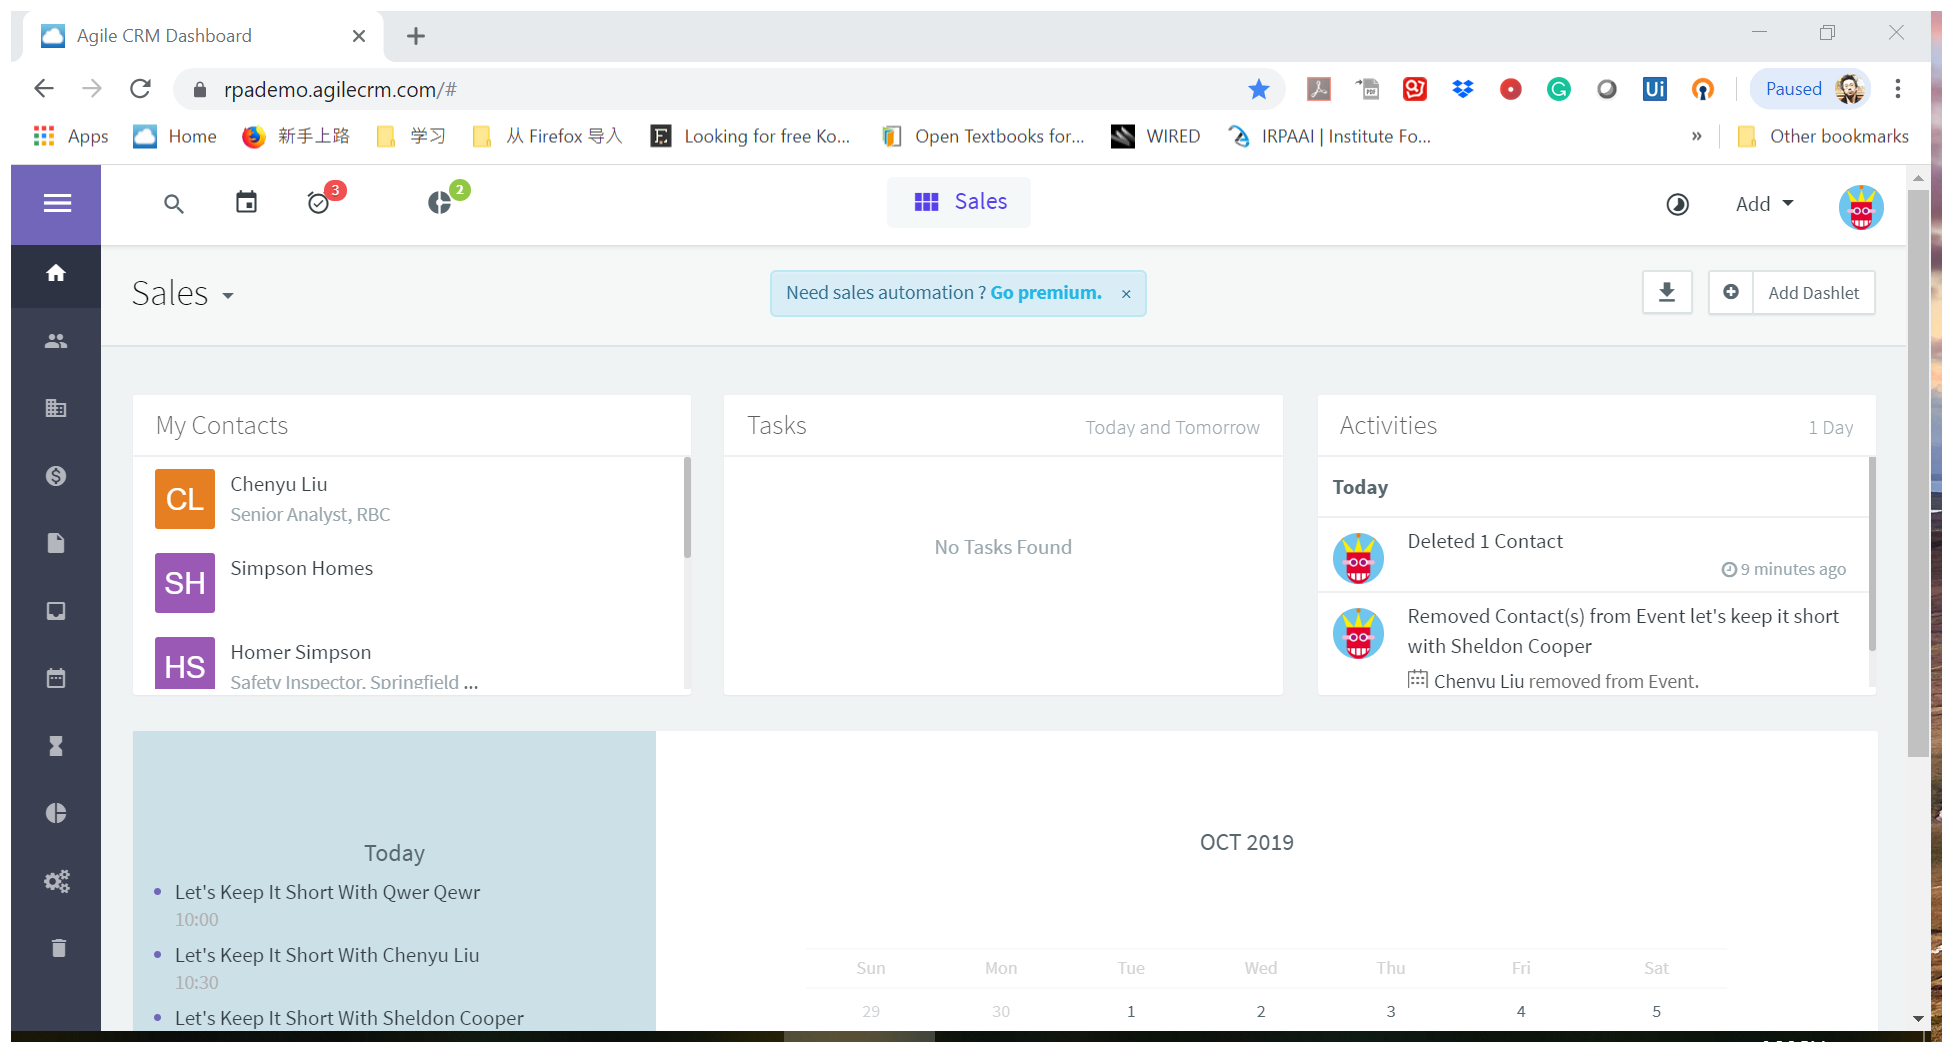 Agile CRM Dashboard
rpademo.agilecrm.com/#
Paused
Apps
Home
新手上路
学习
从 Firefox 导入
Looking for free Ko...
Open Textbooks for...
WIRED
IRPAAI | Institute Fo...
»
Other bookmarks
3
2
Sales
Add
Sales
Need sales automation ? Go premium. ×
Add Dashlet
My Contacts
CL
Chenyu Liu
Senior Analyst, RBC
SH
Simpson Homes
HS
Homer Simpson
Safety Inspector, Springfield ...
Tasks
Today and Tomorrow
No Tasks Found
Activities
1 Day
Today
Deleted 1 Contact
9 minutes ago
Removed Contact(s) from Event let's keep it short
with Sheldon Cooper
Chenyu Liu removed from Event.
Today
Let's Keep It Short With Qwer Qewr
10:00
Let's Keep It Short With Chenyu Liu
10:30
Let's Keep It Short With Sheldon Cooper
OCT 2019
Sun Mon Tue Wed Thu Fri Sat
29 30 1 2 3 4 5